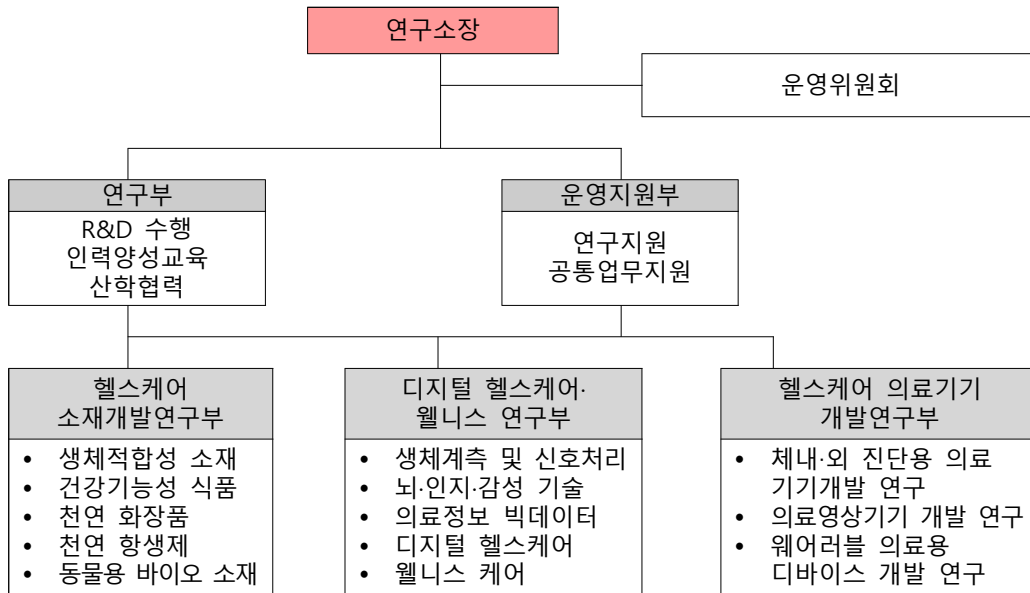 연구소장
운영위원회
연구부
R&D 수행
인력양성교육
산학협력
운영지원부
연구지원
공통업무지원
헬스케어
소재개발연구부
• 생체적합성 소재
• 건강기능성 식품
• 천연 화장품
• 천연 항생제
• 동물용 바이오 소재
디지털 헬스케어·
웰니스 연구부
• 생체계측 및 신호처리
• 뇌·인지·감성 기술
• 의료정보 빅데이터
• 디지털 헬스케어
• 웰니스 케어
헬스케어 의료기기
개발연구부
• 체내·외 진단용 의료
기기개발 연구
• 의료영상기기 개발 연구
• 웨어러블 의료용
디바이스 개발 연구